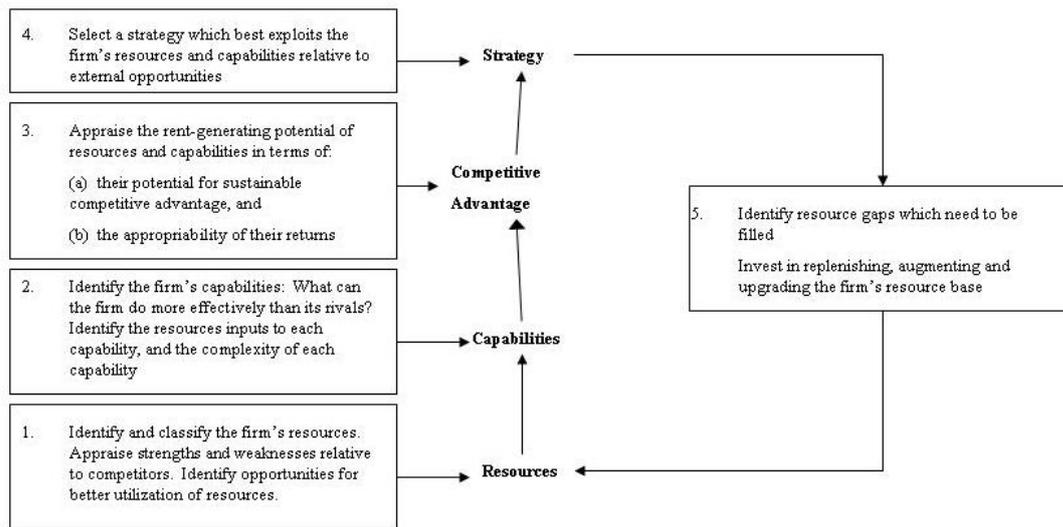 4. Select a strategy which best exploits the
firm's resources and capabilities relative to
external opportunities
Strategy
3. Appraise the rent-generating potential of
resources and capabilities in terms of:
(a) their potential for sustainable
competitive advantage, and
(b) the appropriability of their returns
Competitive
Advantage
5. Identify resource gaps which need to be
filled
Invest in replenishing, augmenting and
upgrading the firm's resource base
2. Identify the firm's capabilities: What can
the firm do more effectively than its rivals?
Identify the resources inputs to each
capability, and the complexity of each
capability
Capabilities
1. Identify and classify the firm's resources.
Appraise strengths and weaknesses relative
to competitors. Identify opportunities for
better utilization of resources.
Resources